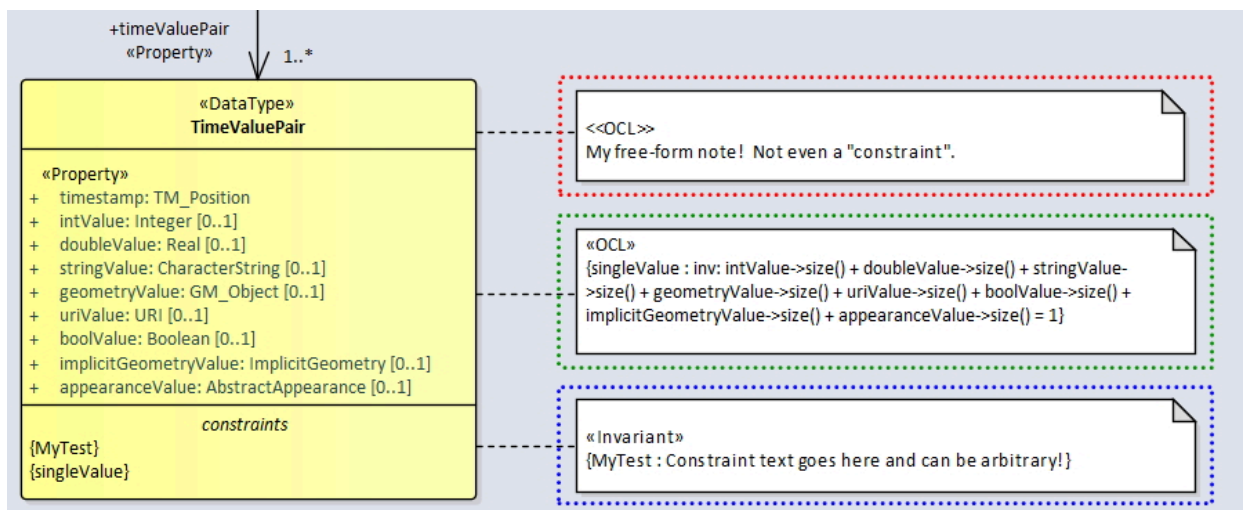 +timeValuePair
«Property»
1..*
«DataType»
TimeValuePair
«Property»
+ timestamp: TM_Position
+ intValue: Integer [0..1]
+ doubleValue: Real [0..1]
+ stringValue: CharacterString [0..1]
+ geometryValue: GM_Object [0..1]
+ uriValue: URI [0..1]
+ boolValue: Boolean [0..1]
+ implicitGeometryValue: ImplicitGeometry [0..1]
+ appearanceValue: AbstractAppearance [0..1]
constraints
{MyTest}
{singleValue}
<<OCL>>
My free-form note! Not even a "constraint".
«OCL»
{singleValue : inv: intValue->size() + doubleValue->size() + stringValue-
>size() + geometryValue->size() + uriValue->size() + boolValue->size() +
implicitGeometryValue->size() + appearanceValue->size() = 1}
«Invariant»
{MyTest : Constraint text goes here and can be arbitrary!}